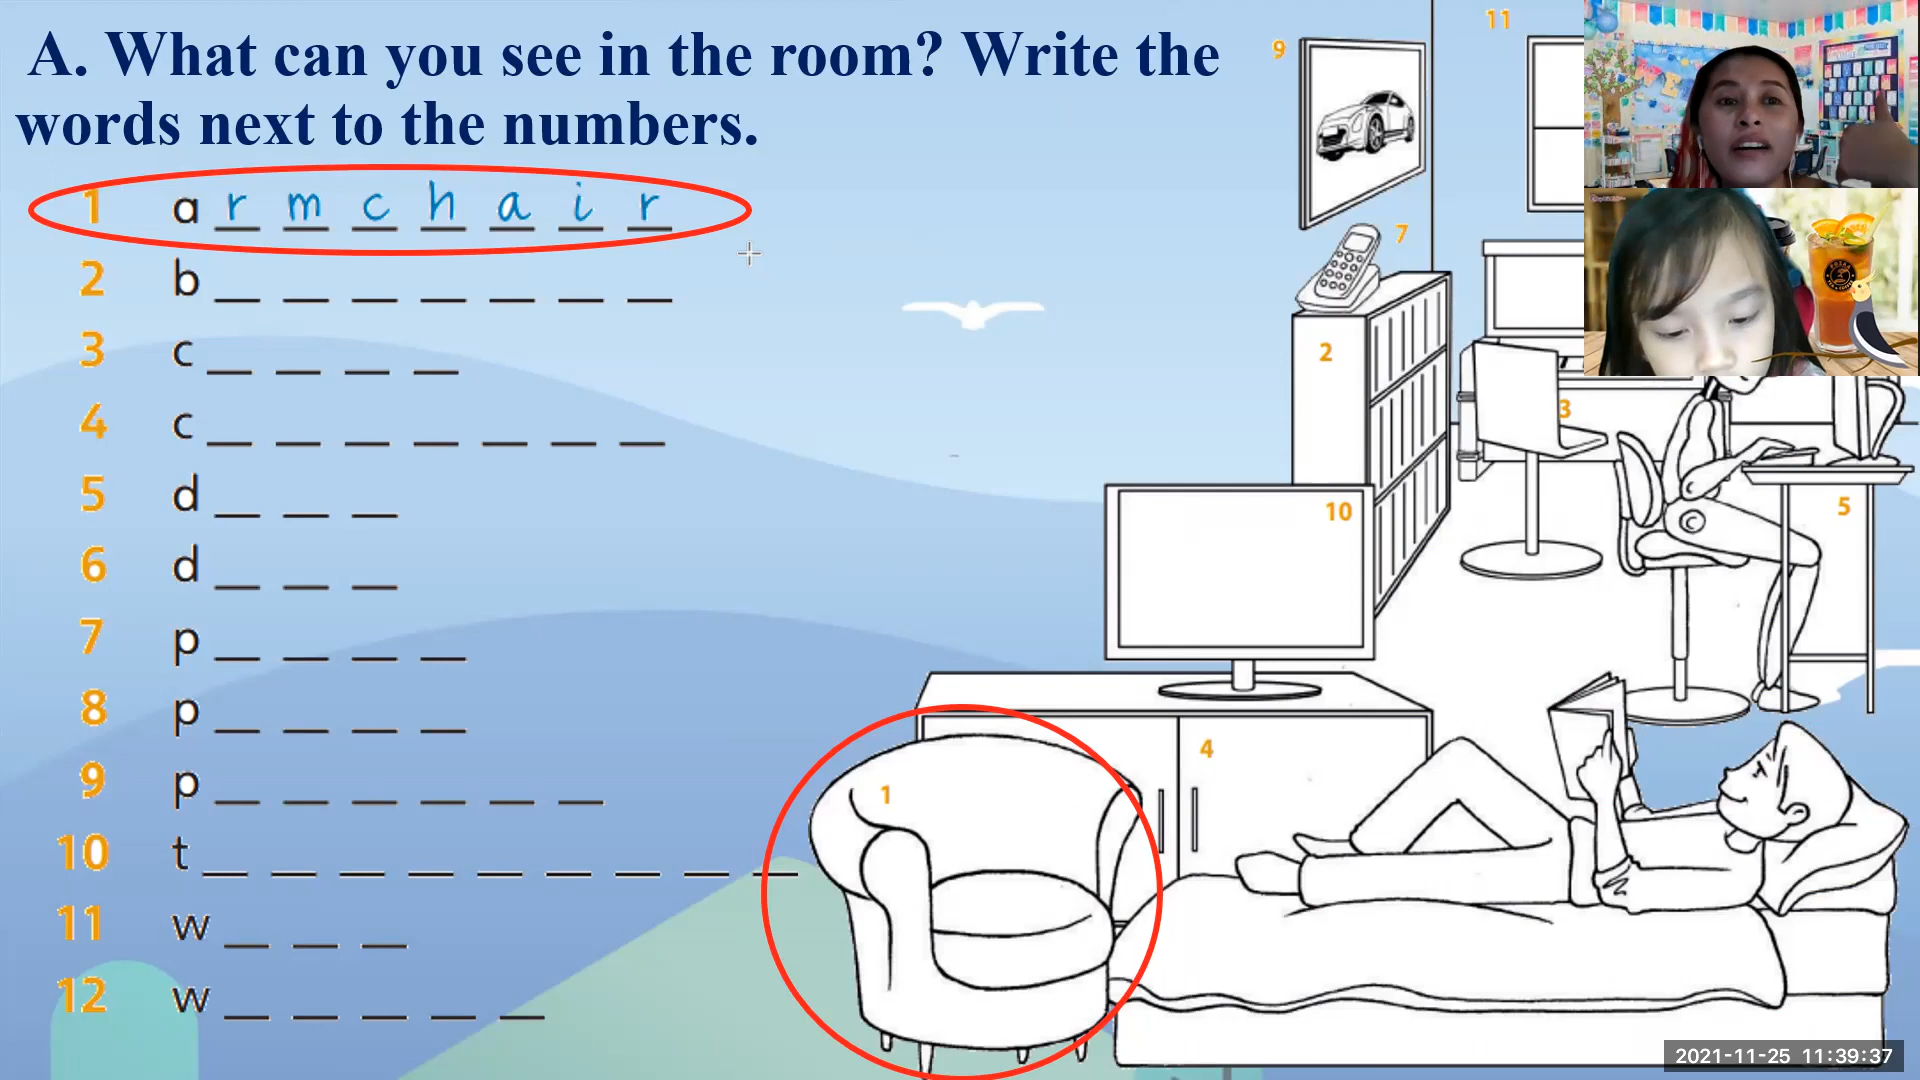 A. What can you see in the room? Write the
words next to the numbers.
1 a r m c h a i r
2 b _ _ _ _ _ _ _
3 c _ _ _ _
4 c _ _ _ _ _ _ _
5 d _ _ _
6 d _ _ _
7 p _ _ _ _
8 p _ _ _ _
9 p _ _ _ _ _ _
10 t _ _ _ _ _ _ _ _ _
11 w _ _ _
12 w _ _ _ _ _
9
11
7
2
3
10
5
4
1
2021-11-25 11:39:37